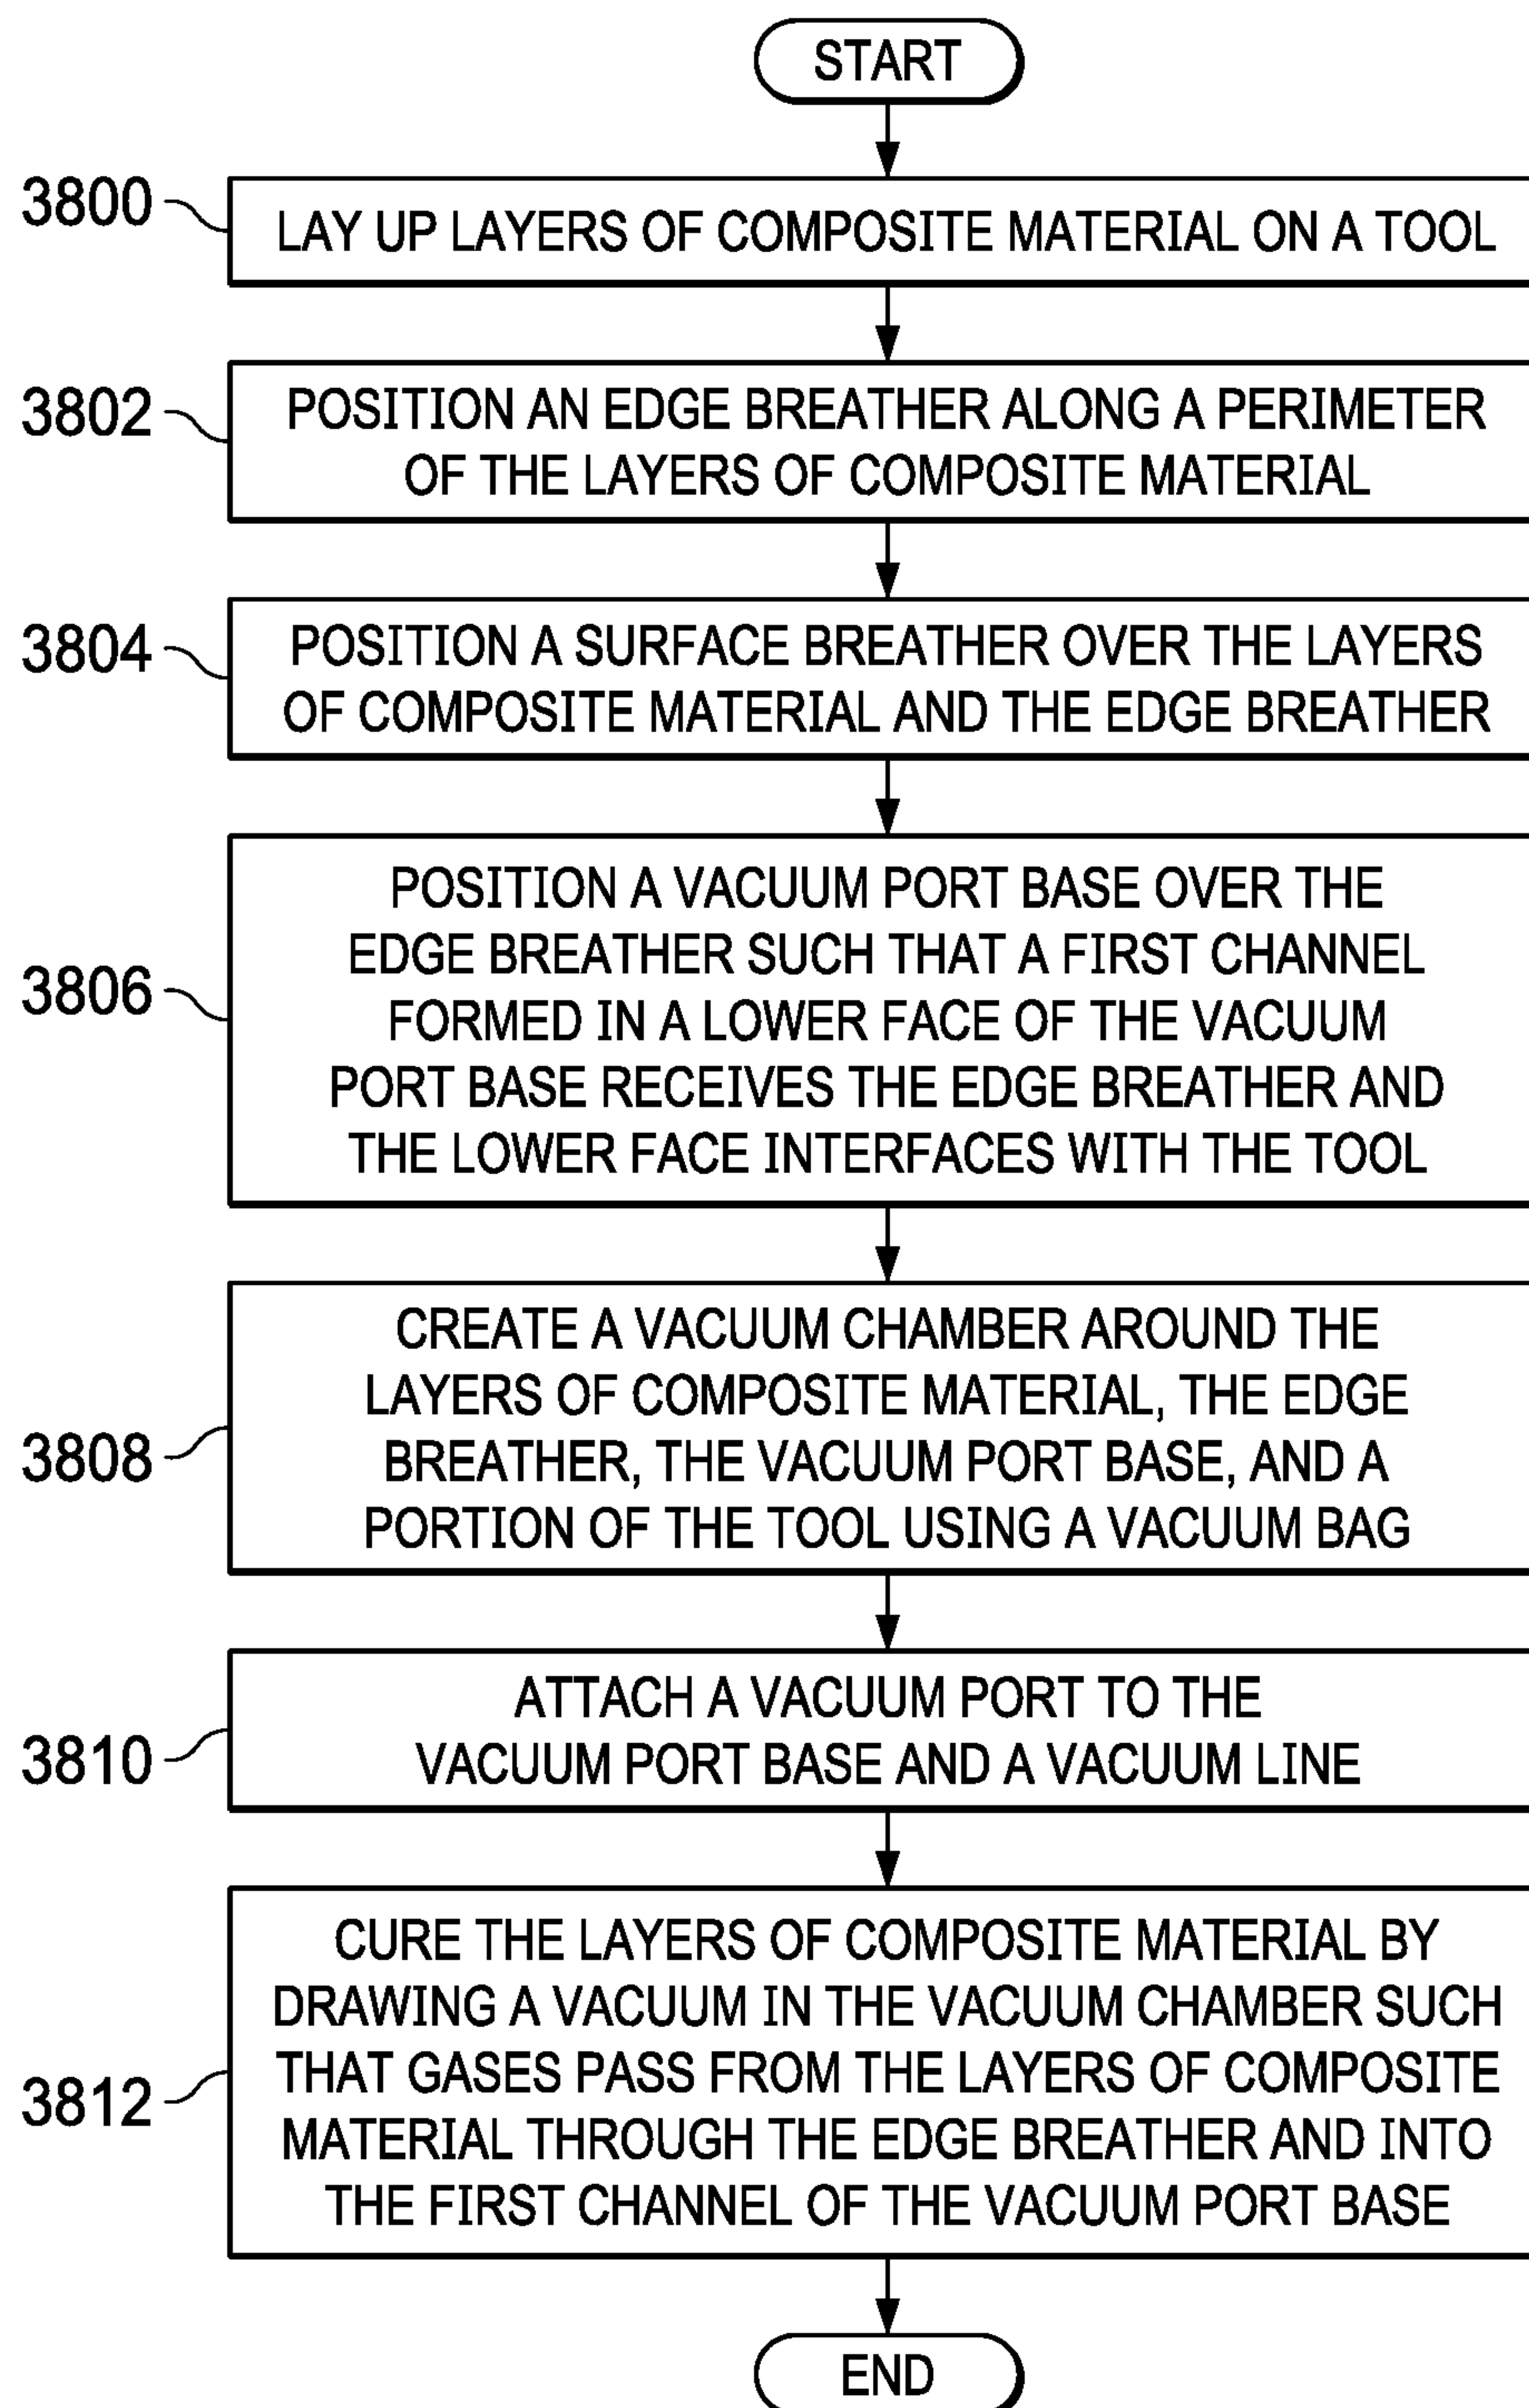 START
3800
LAY UP LAYERS OF COMPOSITE MATERIAL ON A TOOL
3802
POSITION AN EDGE BREATHER ALONG A PERIMETER
OF THE LAYERS OF COMPOSITE MATERIAL
3804
POSITION A SURFACE BREATHER OVER THE LAYERS
OF COMPOSITE MATERIAL AND THE EDGE BREATHER
3806
POSITION A VACUUM PORT BASE OVER THE
EDGE BREATHER SUCH THAT A FIRST CHANNEL
FORMED IN A LOWER FACE OF THE VACUUM
PORT BASE RECEIVES THE EDGE BREATHER AND
THE LOWER FACE INTERFACES WITH THE TOOL
3808
CREATE A VACUUM CHAMBER AROUND THE
LAYERS OF COMPOSITE MATERIAL, THE EDGE
BREATHER, THE VACUUM PORT BASE, AND A
PORTION OF THE TOOL USING A VACUUM BAG
3810
ATTACH A VACUUM PORT TO THE
VACUUM PORT BASE AND A VACUUM LINE
3812
CURE THE LAYERS OF COMPOSITE MATERIAL BY
DRAWING A VACUUM IN THE VACUUM CHAMBER SUCH
THAT GASES PASS FROM THE LAYERS OF COMPOSITE
MATERIAL THROUGH THE EDGE BREATHER AND INTO
THE FIRST CHANNEL OF THE VACUUM PORT BASE
END